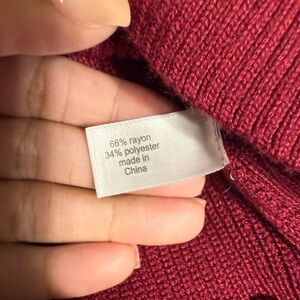 66% rayon
34% polyester
made in
China